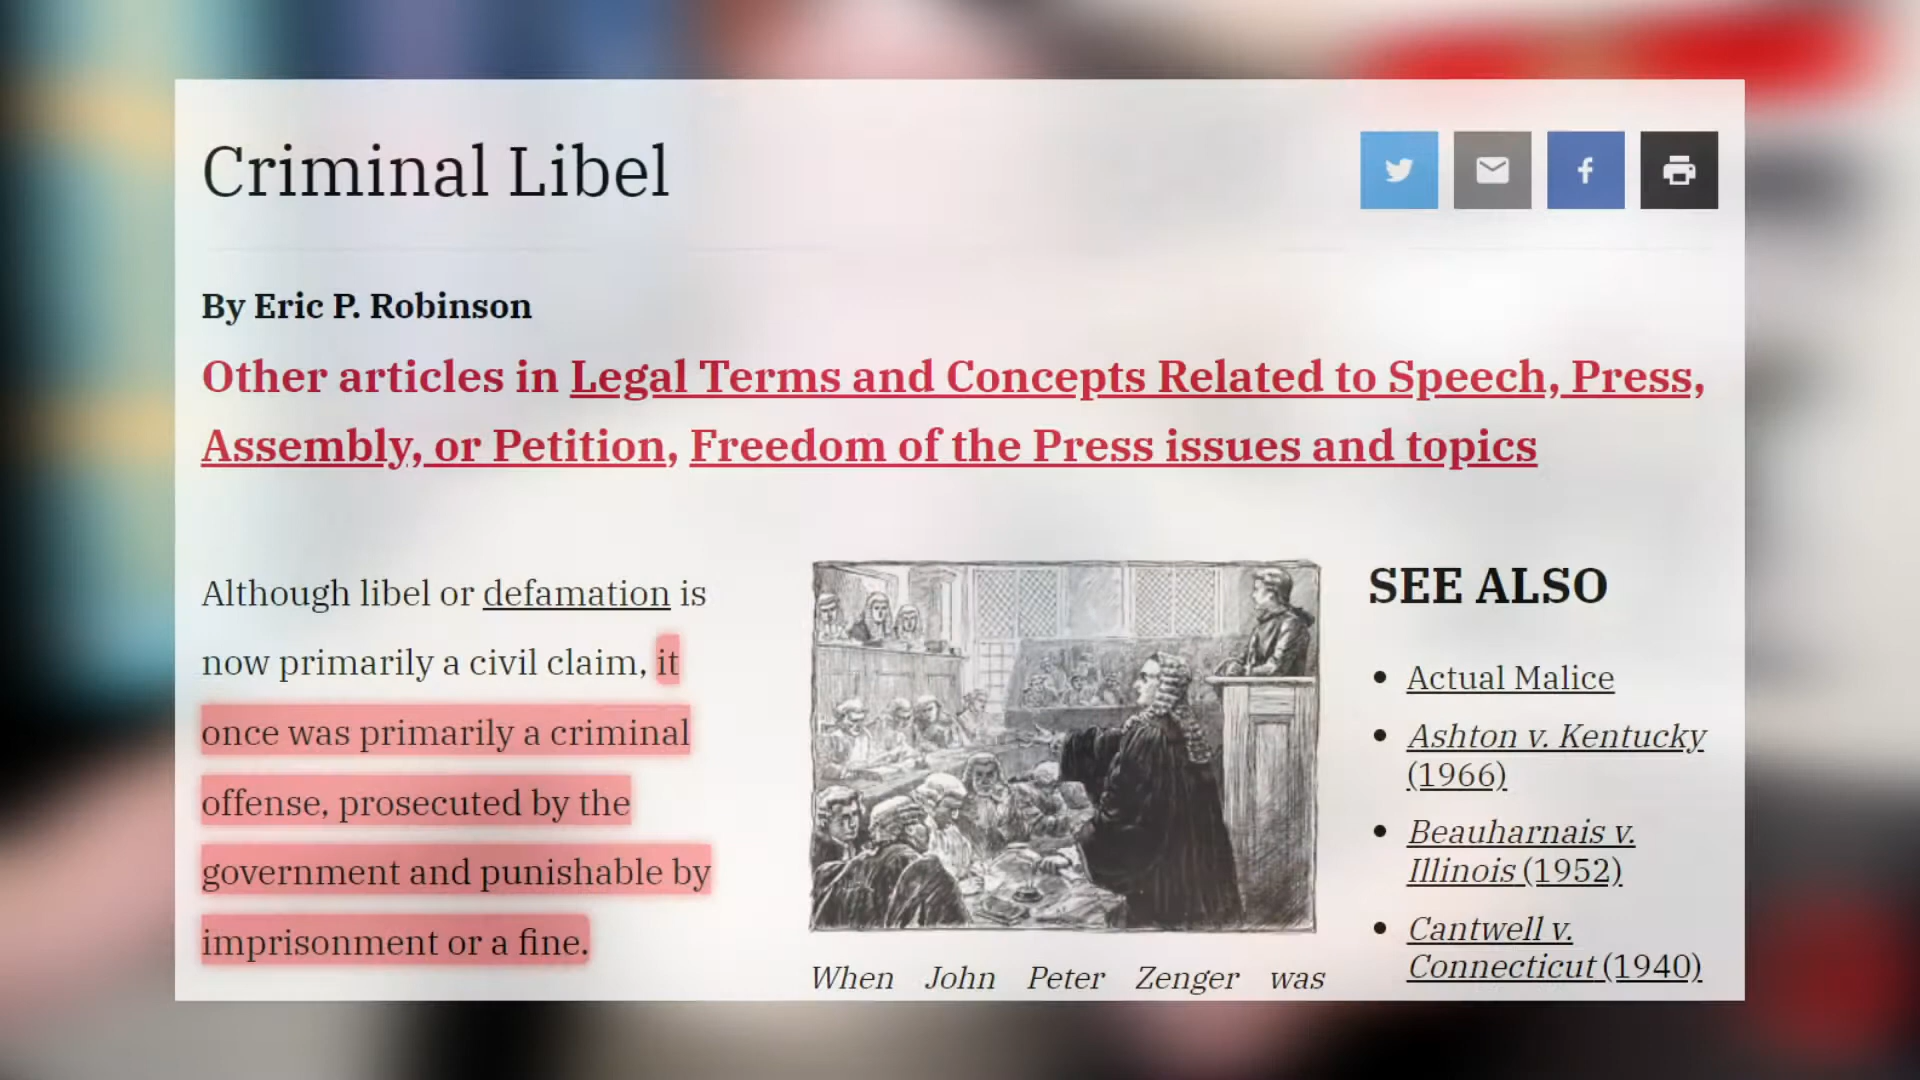 Criminal Libel
By Eric P. Robinson
Other articles in Legal Terms and Concepts Related to Speech, Press,
Assembly, or Petition, Freedom of the Press issues and topics
Although libel or defamation is
now primarily a civil claim, it
once was primarily a criminal
offense, prosecuted by the
government and punishable by
imprisonment or a fine.
When John Peter Zenger was
SEE ALSO
Actual Malice
Ashton v. Kentucky
(1966)
Beauharnais v.
Illinois (1952)
Cantwell v.
Connecticut (1940)